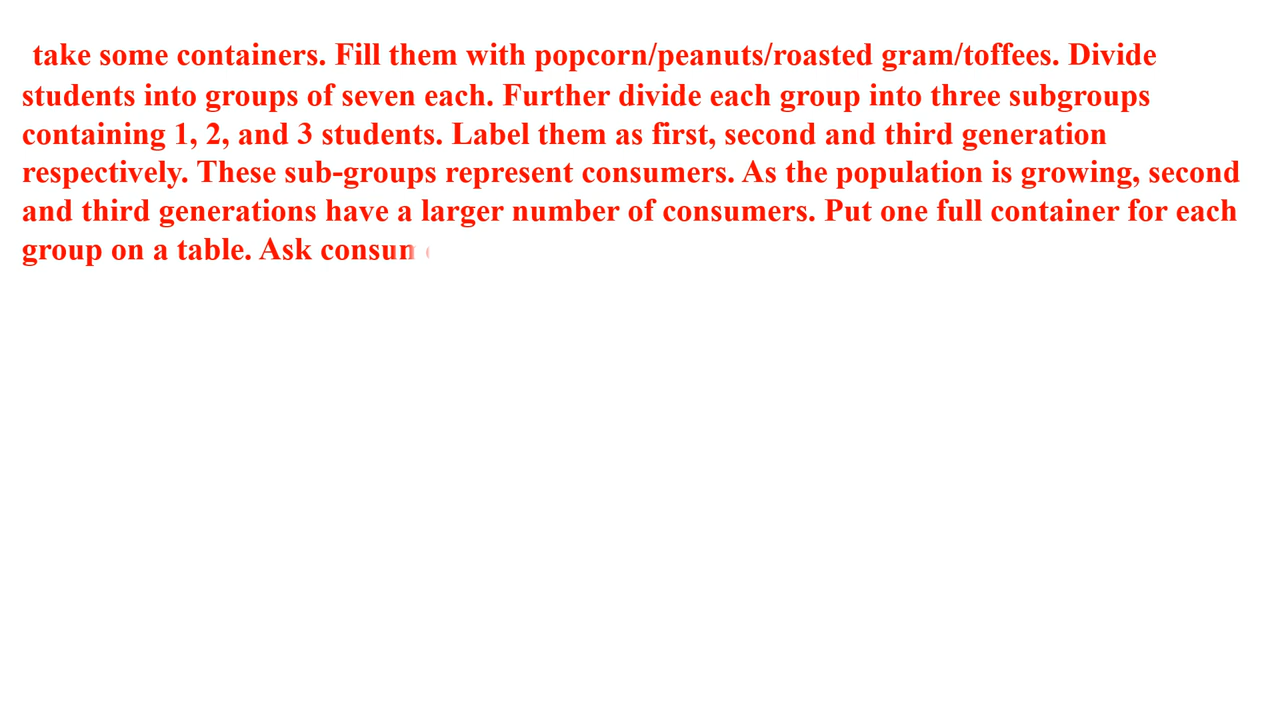 take some containers. Fill them with popcorn/peanuts/roasted gram/toffees. Divide
students into groups of seven each. Further divide each group into three subgroups
containing 1, 2, and 3 students. Label them as first, second and third generation
respectively. These sub-groups represent consumers. As the population is growing, second
and third generations have a larger number of consumers. Put one full container for each
group on a table. Ask